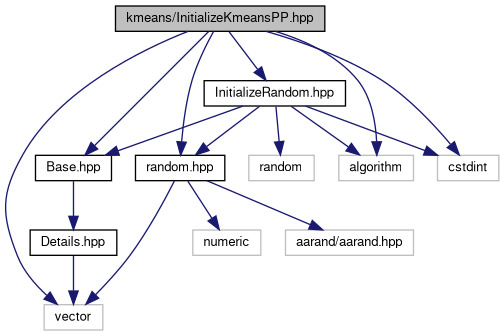 kmeans/InitializeKmeansPP.hpp
InitializeRandom.hpp
Base.hpp
random.hpp
random
algorithm
cstdint
Details.hpp
numeric
aarand/aarand.hpp
vector